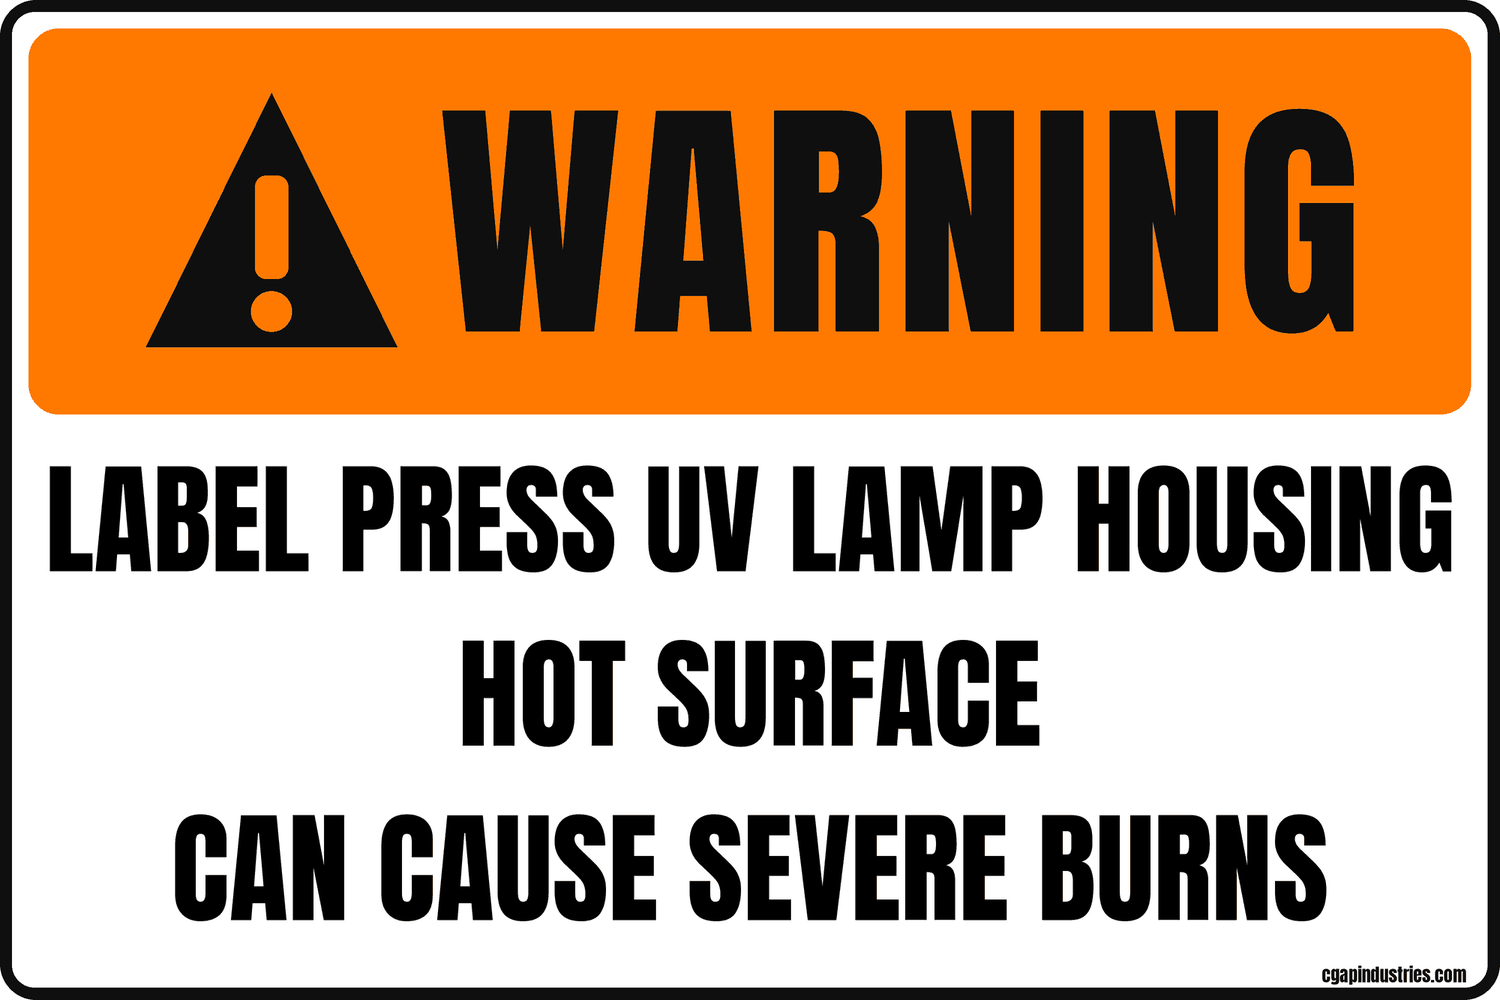 WARNING
LABEL PRESS UV LAMP HOUSING
HOT SURFACE
CAN CAUSE SEVERE BURNS
cgapindustries.com